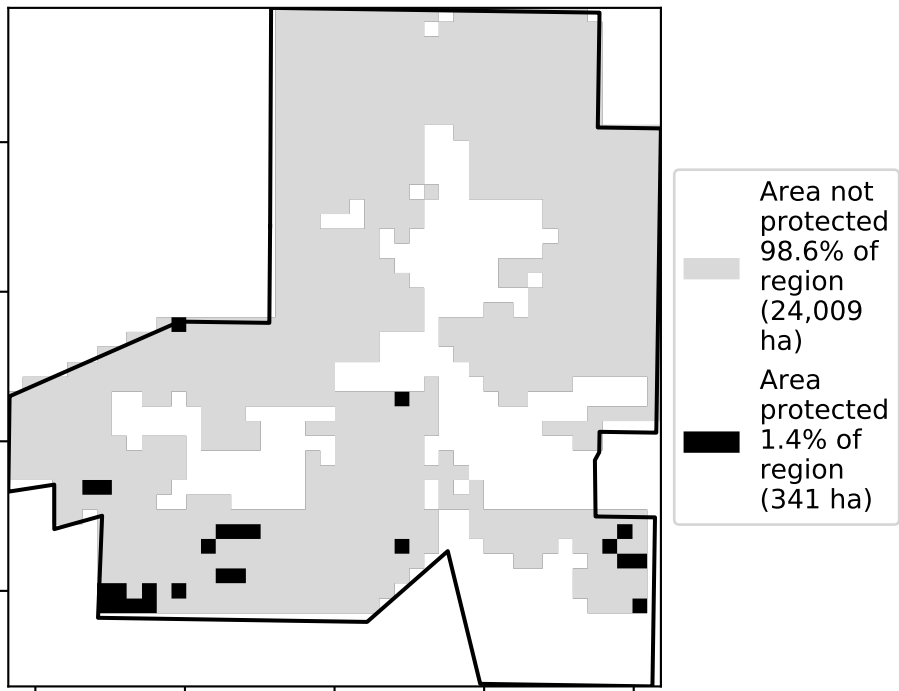 Area not
protected
98.6% of
region
(24,009
ha)
Area
protected
1.4% of
region
(341 ha)